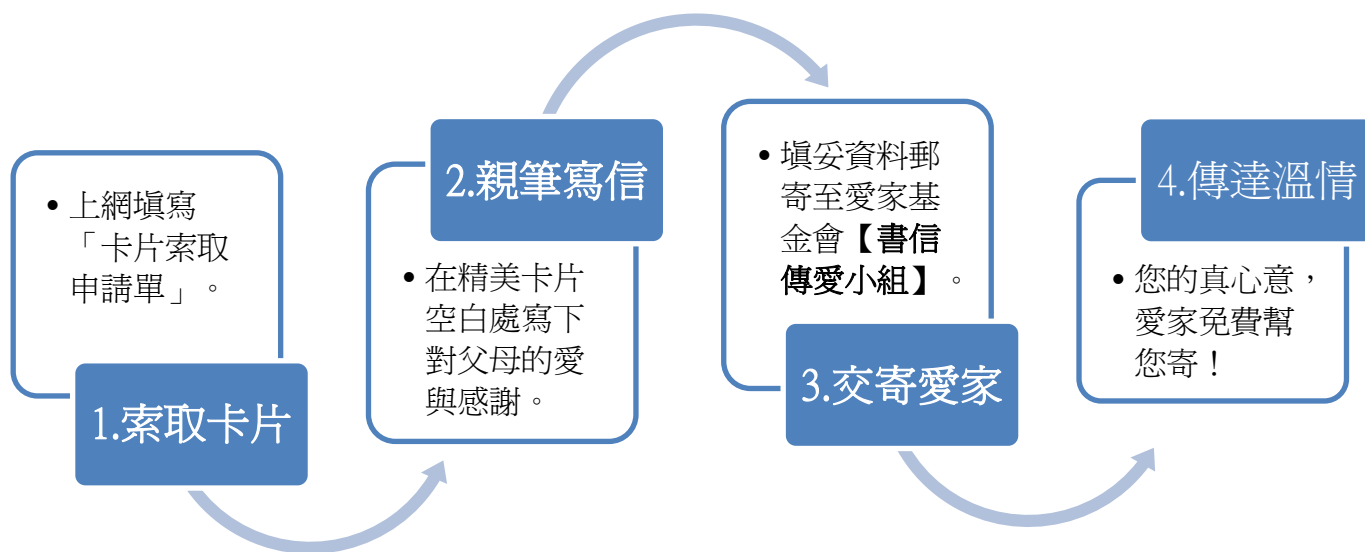 • 上網填寫
「卡片索取
申請單」。
1.索取卡片
2.親筆寫信
• 在精美卡片
空白處寫下
對父母的愛
與感謝。
• 填妥資料郵
寄至愛家基
金會【書信
傳愛小組】。
3.交寄愛家
4.傳達溫情
• 您的真心意，
愛家免費幫
您寄！